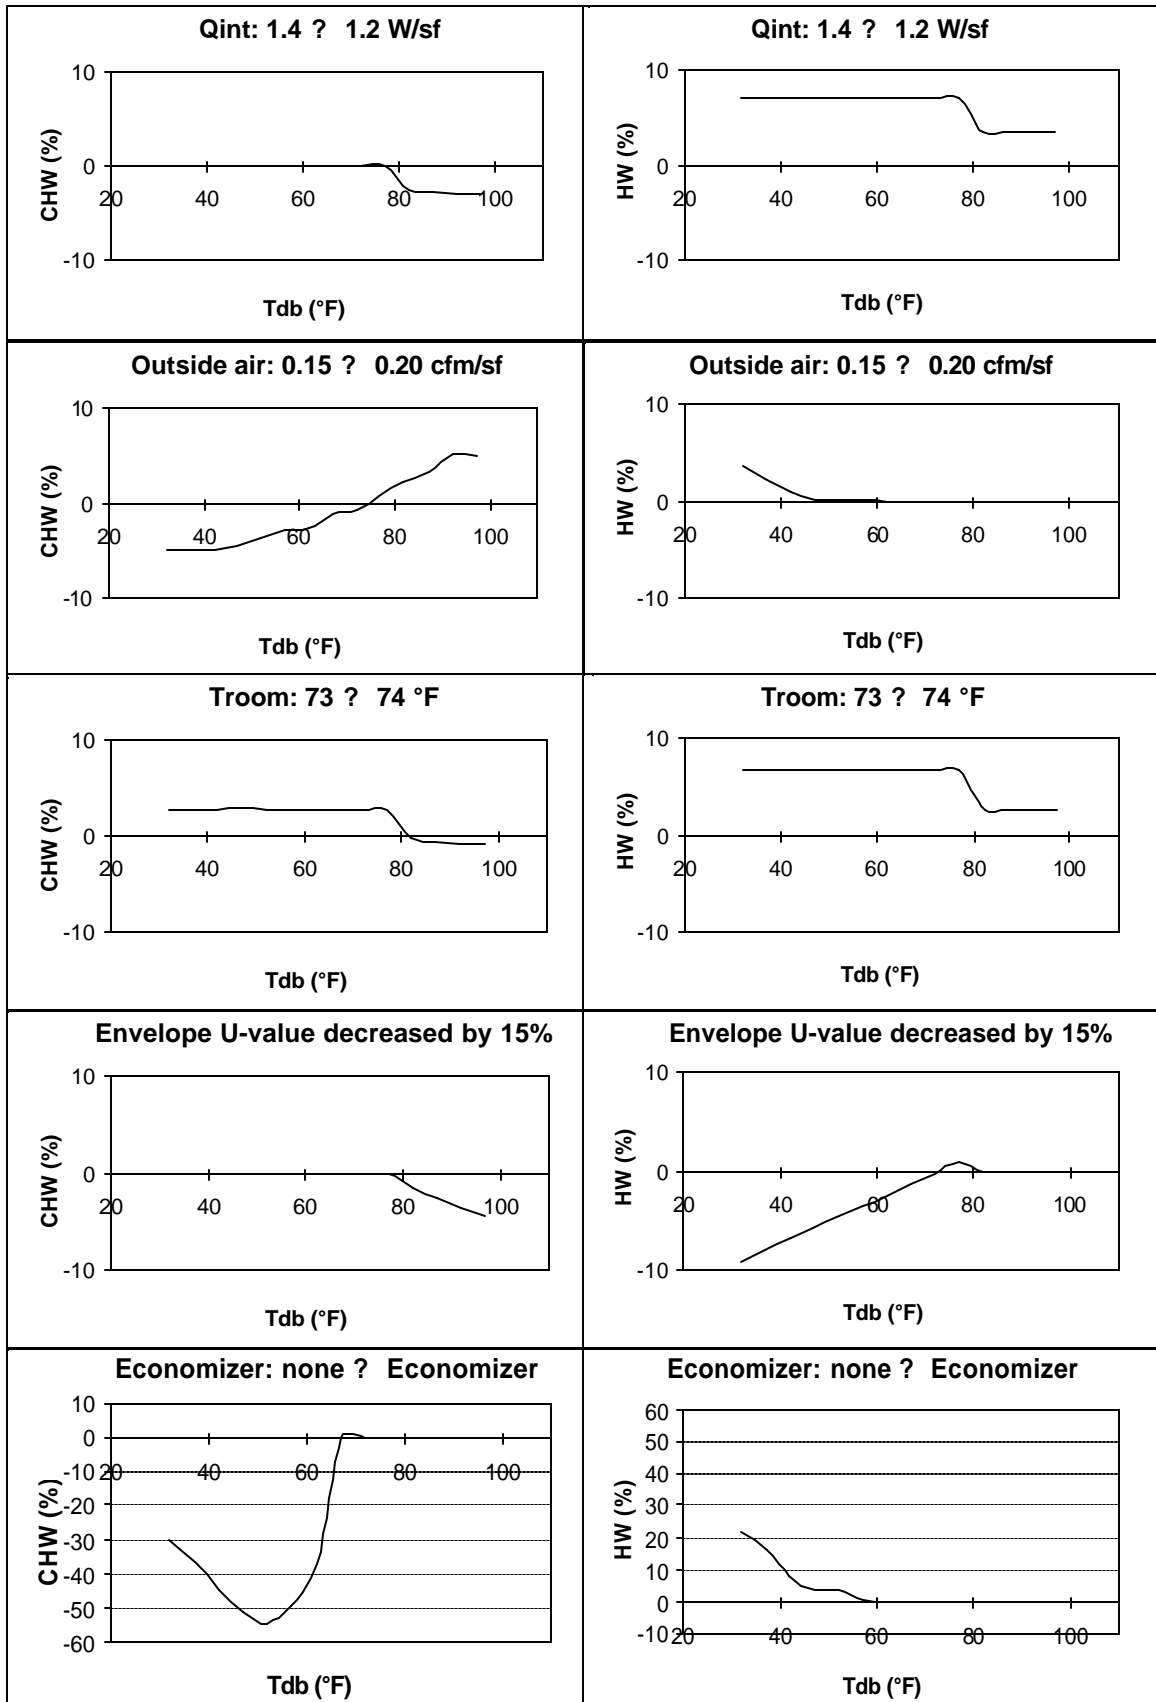 Qint: 1.4 ? 1.2 W/sf
10
0
-10
20 40 60 80 100
CHW (%)
Tdb (°F)
Qint: 1.4 ? 1.2 W/sf
10
0
-10
20 40 60 80 100
HW (%)
Tdb (°F)
Outside air: 0.15 ? 0.20 cfm/sf
10
0
-10
20 40 60 80 100
CHW (%)
Tdb (°F)
Outside air: 0.15 ? 0.20 cfm/sf
10
0
-10
20 40 60 80 100
HW (%)
Tdb (°F)
Troom: 73 ? 74 °F
10
0
-10
20 40 60 80 100
CHW (%)
Tdb (°F)
Troom: 73 ? 74 °F
10
0
-10
20 40 60 80 100
HW (%)
Tdb (°F)
Envelope U-value decreased by 15%
10
0
-10
20 40 60 80 100
CHW (%)
Tdb (°F)
Envelope U-value decreased by 15%
10
0
-10
20 40 60 80 100
HW (%)
Tdb (°F)
Economizer: none ? Economizer
10
0
-10
-20
-30
-40
-50
-60
20 40 60 80 100
CHW (%)
Tdb (°F)
Economizer: none ? Economizer
60
50
40
30
20
10
0
-10
20 40 60 80 100
HW (%)
Tdb (°F)